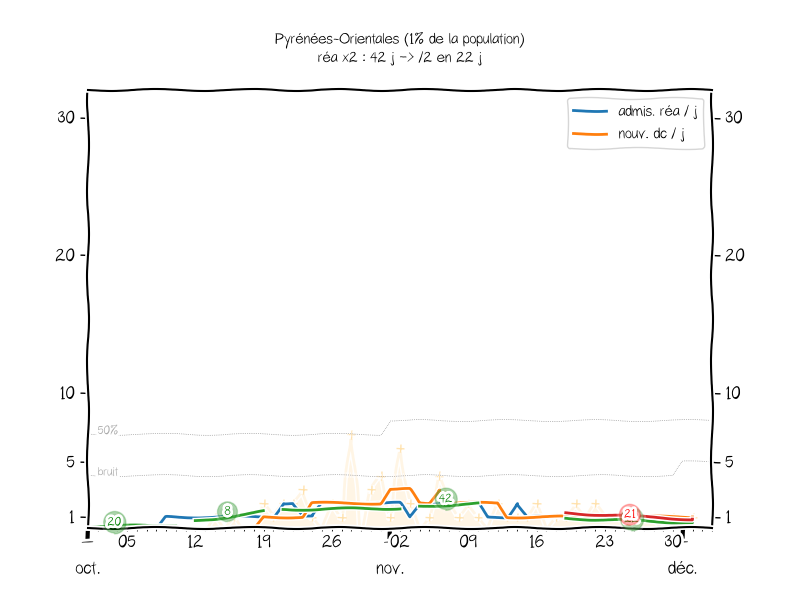 Pyrénées-Orientales (1% de la population)
réa x2 : 42 j -> /2 en 22 j
admis. réa / j
nouv. dc / j
30 30
20 20
10 10
50%
5 5
bruit
42
8
21
20
1 1
05 12 19 26 02 09 16 23 30
oct. nov. déc.